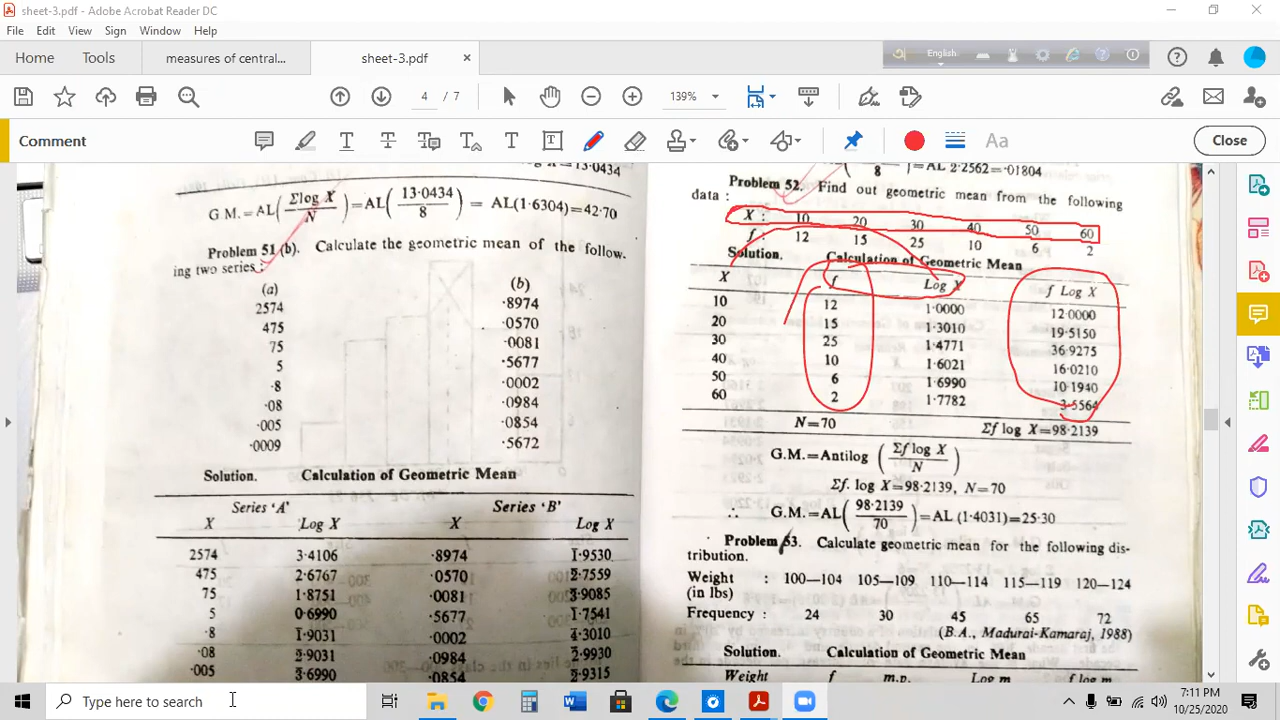 sheet-3.pdf - Adobe Acrobat Reader DC
File Edit View Sign Window Help
Home Tools measures of central... sheet-3.pdf × English
4 / 7 139%
Comment Aa Close
13·0434
G.M.=AL(Σlog X/N)=AL(13·0434/8) = AL(1·6304)=42·70
Problem 51 (b). Calculate the geometric mean of the follow-
ing two series :
(a) (b)
2574 ·8974
475 ·0570
75 ·0081
5 ·5677
·8 ·0002
·08 ·0984
·005 ·0854
·0009 ·5672
Solution. Calculation of Geometric Mean
Series 'A' Series 'B'
X Log X X Log X
2574 3·4106 ·8974 1̄·9530
475 2·6767 ·0570 2̄·7559
75 1·8751 ·0081 3̄·9085
5 0·6990 ·5677 1̄·7541
·8 1̄·9031 ·0002 4̄·3010
·08 2̄·9031 ·0984 2̄·9930
·005 3̄·6990 ·0854 2̄·9315
8 )=AL 2·2562=·01804
Problem 52. Find out geometric mean from the following
data :
X : 10 20 30 40 50 60
f : 12 15 25 10 6 2
Solution. Calculation of Geometric Mean
X f Log X f Log X
10 12 1·0000 12·0000
20 15 1·3010 19·5150
30 25 1·4771 36·9275
40 10 1·6021 16·0210
50 6 1·6990 10·1940
60 2 1·7782 3·5564
N=70 Σf log X=98·2139
G.M.=Antilog (Σf log X/N)
Σf. log X=98·2139, N=70
∴ G.M.=AL(98·2139/70)=AL (1·4031)=25·30
Problem 53. Calculate geometric mean for the following dis-
tribution.
Weight : 100—104 105—109 110—114 115—119 120—124
(in lbs)
Frequency : 24 30 45 65 72
(B.A., Madurai-Kamaraj, 1988)
Solution. Calculation of Geometric Mean
Weight f m.p. Log m f log m
Type here to search
7:11 PM
10/25/2020